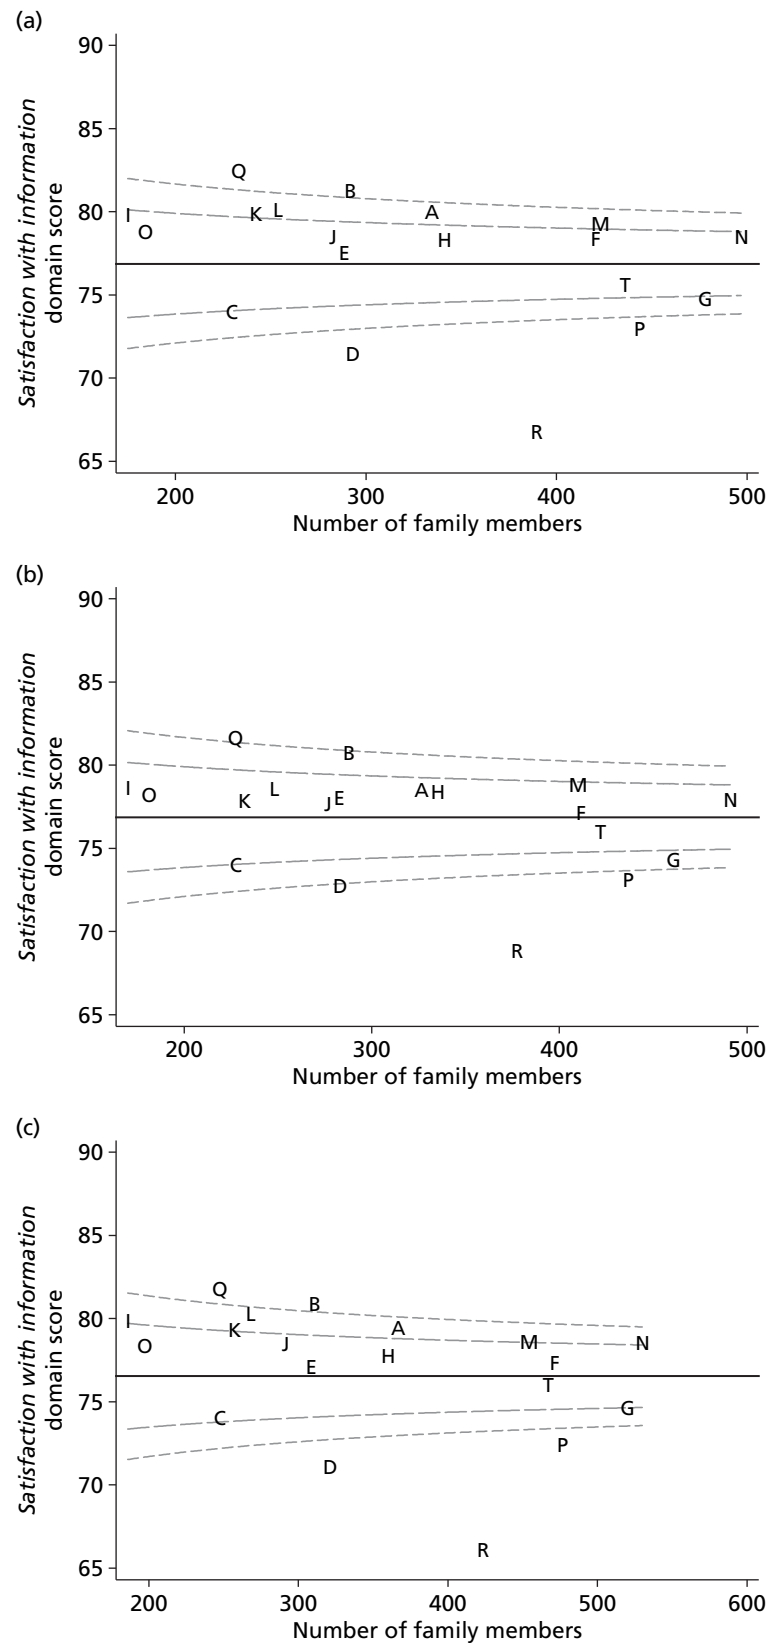 (a)
90
85
80
75
70
65
Satisfaction with information
domain score
Q
B
I
O
K
L
A
M
J
E
H
F
N
C
T
G
D
P
R
200 300 400 500
Number of family members
(b)
90
85
80
75
70
65
Satisfaction with information
domain score
Q
B
I
O
K
L
J
E
A
H
M
F
N
C
T
G
D
P
R
200 300 400 500
Number of family members
(c)
90
85
80
75
70
65
Satisfaction with information
domain score
Q
B
I
O
K
L
J
E
A
H
M
F
N
C
T
G
D
P
R
200 300 400 500 600
Number of family members